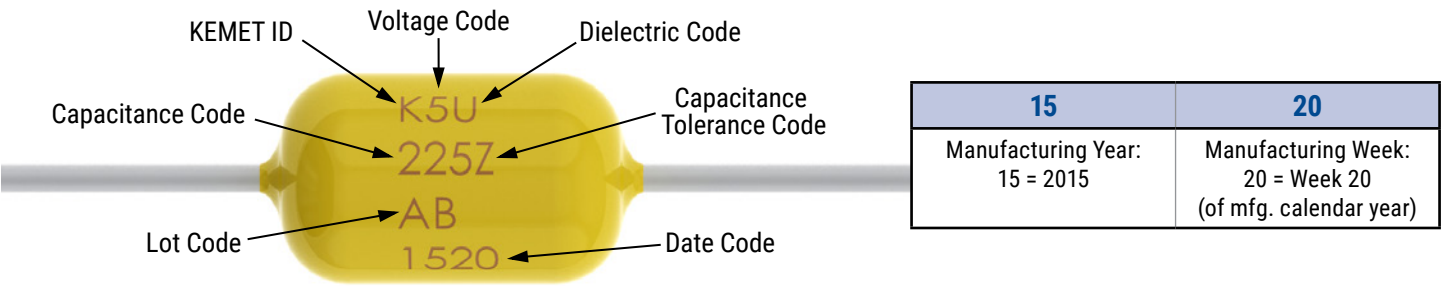 KEMET ID
Voltage Code
Dielectric Code
Capacitance Code
Capacitance
Tolerance Code
K5U
225Z
AB
1520
Lot Code
Date Code
15
20
Manufacturing Year:
15 = 2015
Manufacturing Week:
20 = Week 20
(of mfg. calendar year)